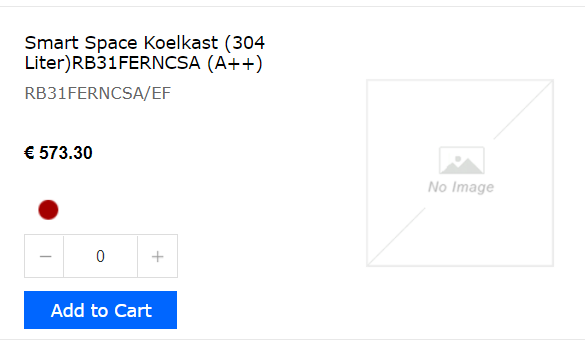 Smart Space Koelkast (304
Liter)RB31FERNCSA (A++)
RB31FERNCSA/EF
€ 573.30
− 0 +
Add to Cart
No Image